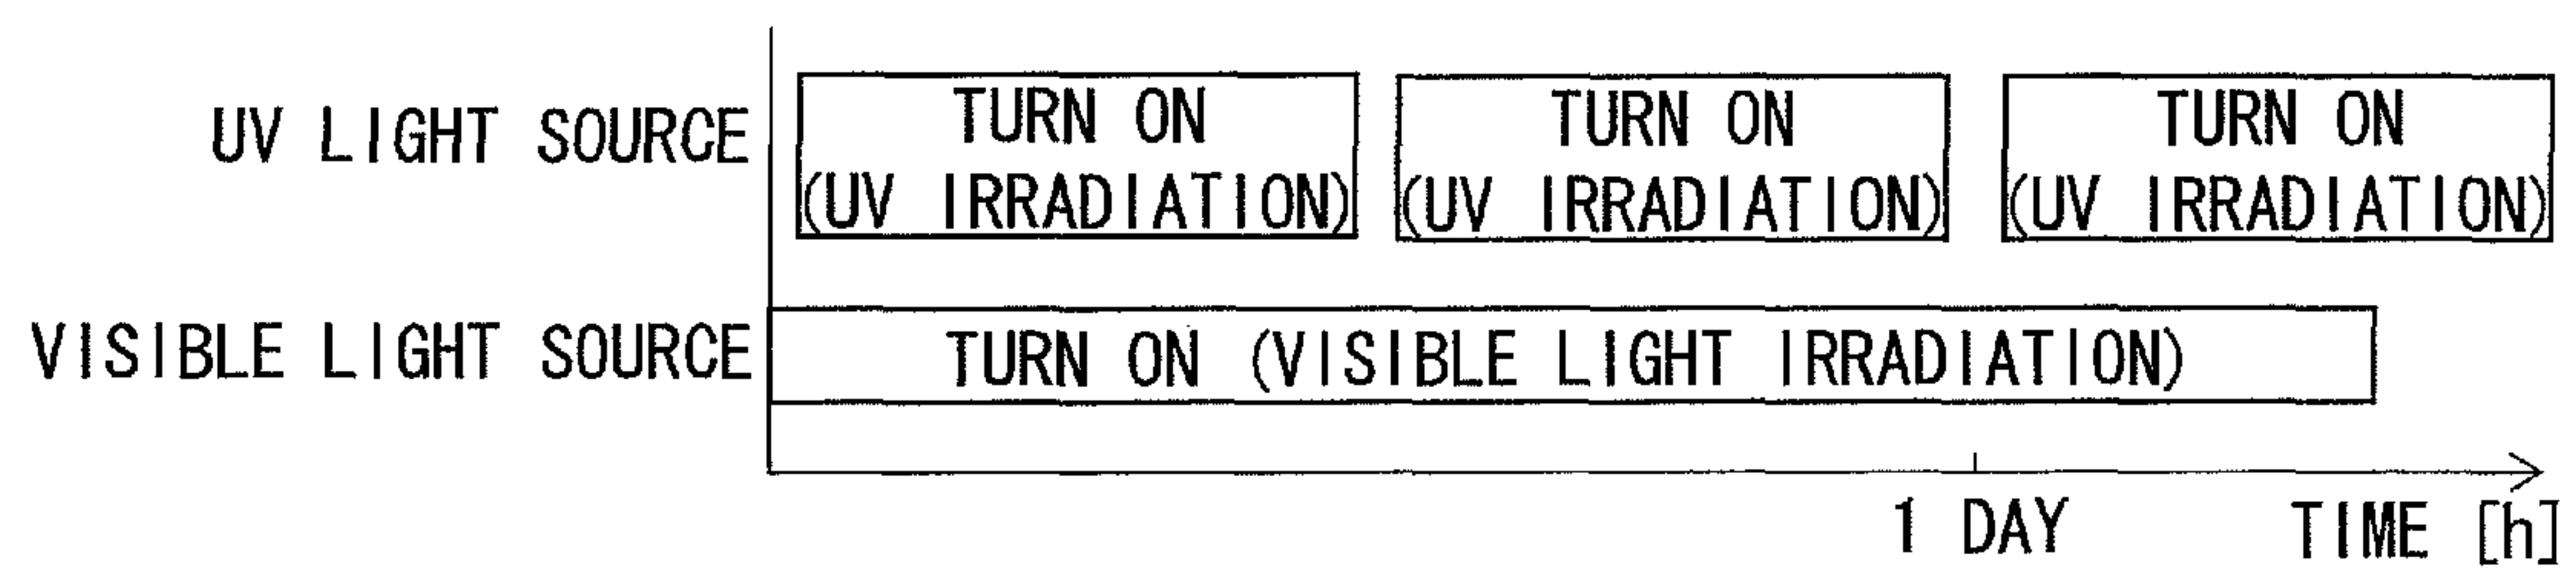 UV LIGHT SOURCE
TURN ON
(UV IRRADIATION)
TURN ON
(UV IRRADIATION)
TURN ON
(UV IRRADIATION)
VISIBLE LIGHT SOURCE
TURN ON (VISIBLE LIGHT IRRADIATION)
1 DAY
TIME [h]